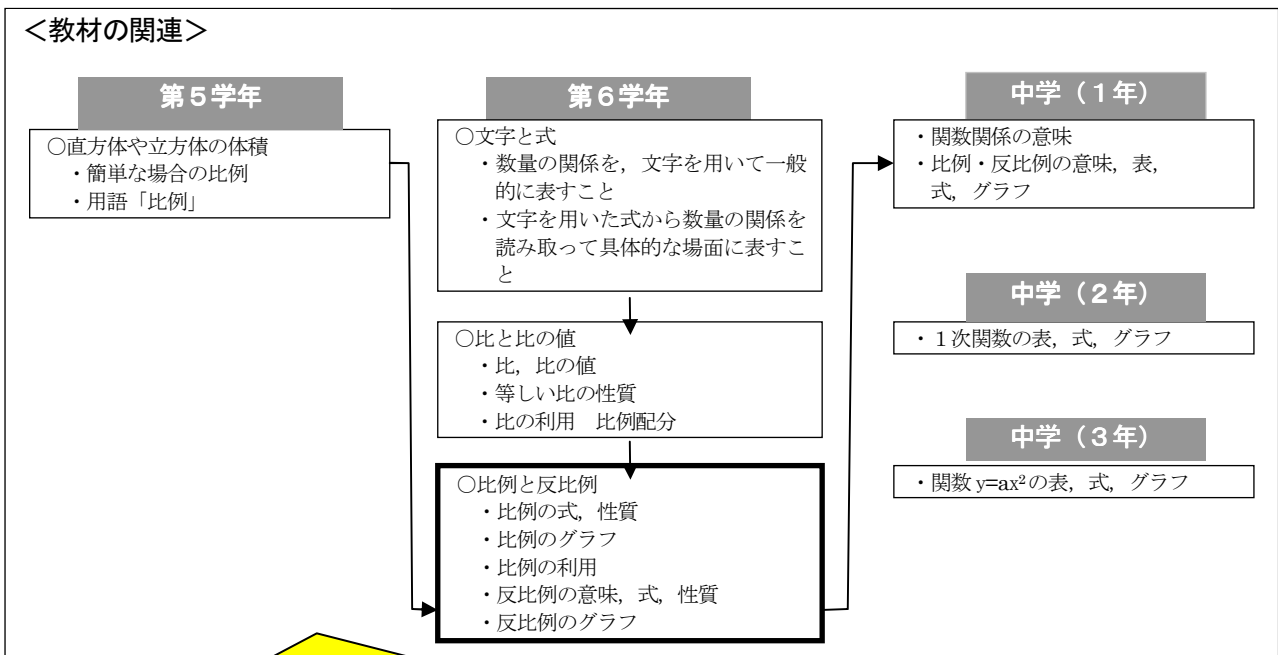 ＜教材の関連＞
第５学年
○直方体や立方体の体積
・簡単な場合の比例
・用語「比例」
第６学年
○文字と式
・数量の関係を，文字を用いて一般
的に表すこと
・文字を用いた式から数量の関係を
読み取って具体的な場面に表すこ
と
○比と比の値
・比，比の値
・等しい比の性質
・比の利用　比例配分
○比例と反比例
・比例の式，性質
・比例のグラフ
・比例の利用
・反比例の意味，式，性質
・反比例のグラフ
中学（１年）
・関数関係の意味
・比例・反比例の意味，表，
式，グラフ
中学（２年）
・１次関数の表，式，グラフ
中学（３年）
・関数 y=ax²の表，式，グラフ